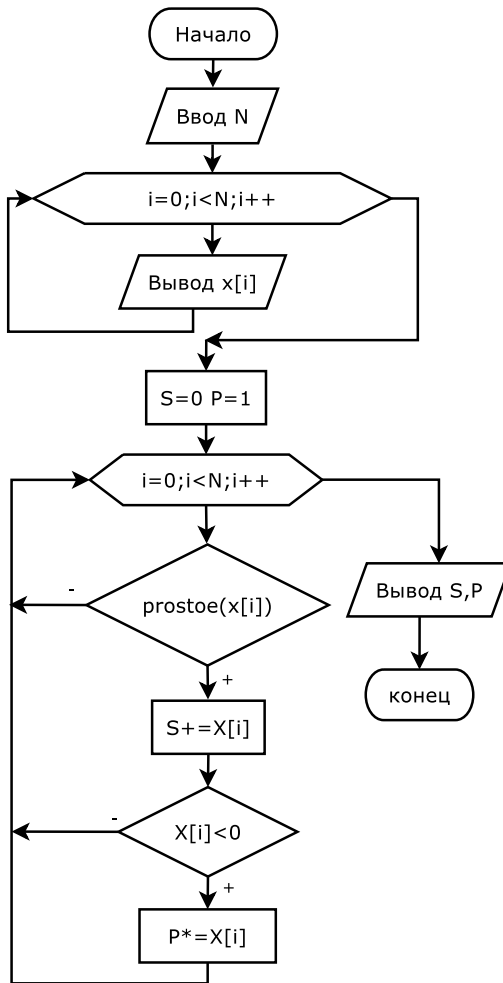 Начало
Ввод N
i=0;i<N;i++
Вывод x[i]
S=0 P=1
i=0;i<N;i++
prostoe(x[i])
-
+
Вывод S,P
конец
S+=X[i]
X[i]<0
-
+
P*=X[i]